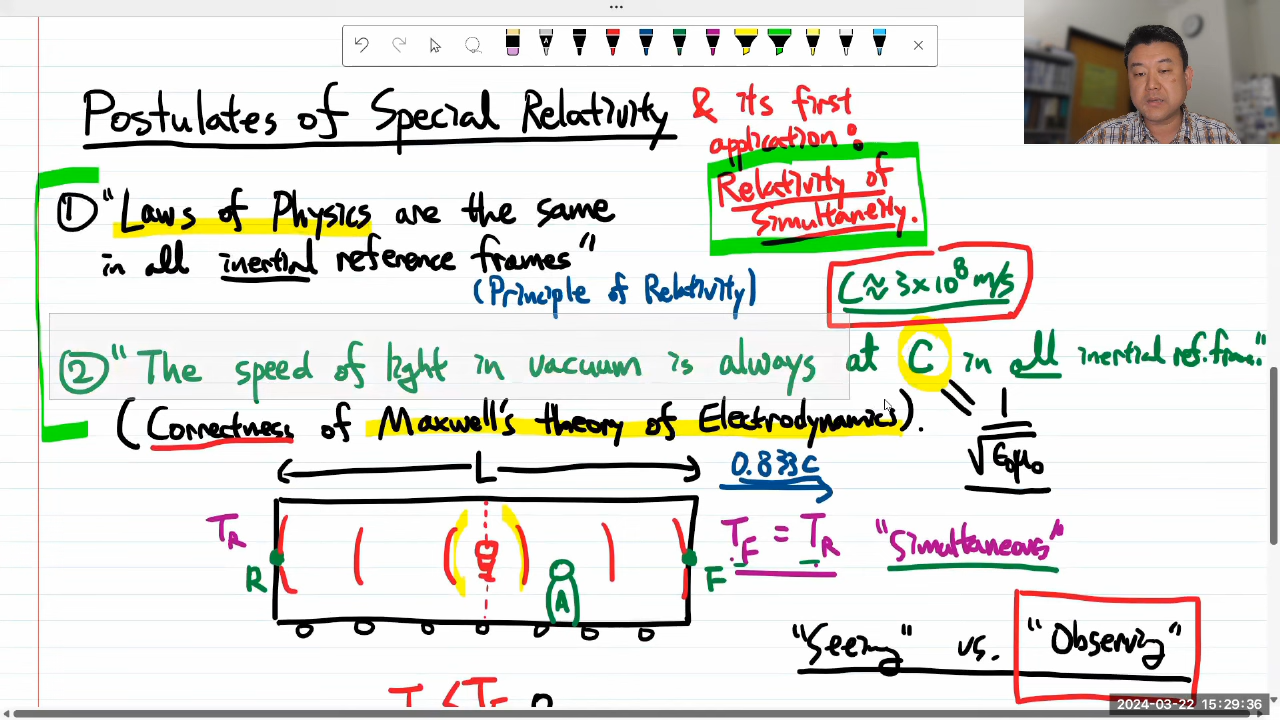 Postulates of Special Relativity
& its first
application:
Relativity of
Simultaneity.
① "Laws of Physics are the same
in all inertial reference frames"
(Principle of Relativity)
C ≈ 3 × 10⁸ m/s
② "The speed of light in vacuum is always at C in all inertial ref. frame."
(Correctness of Maxwell's theory of Electrodynamics).
1
√ε₀μ₀
L
0.833c
T_R
R
A
F
T_F = T_R
"Simultaneous"
"Seeing" vs. "Observing"
2024-03-22 15:29:36